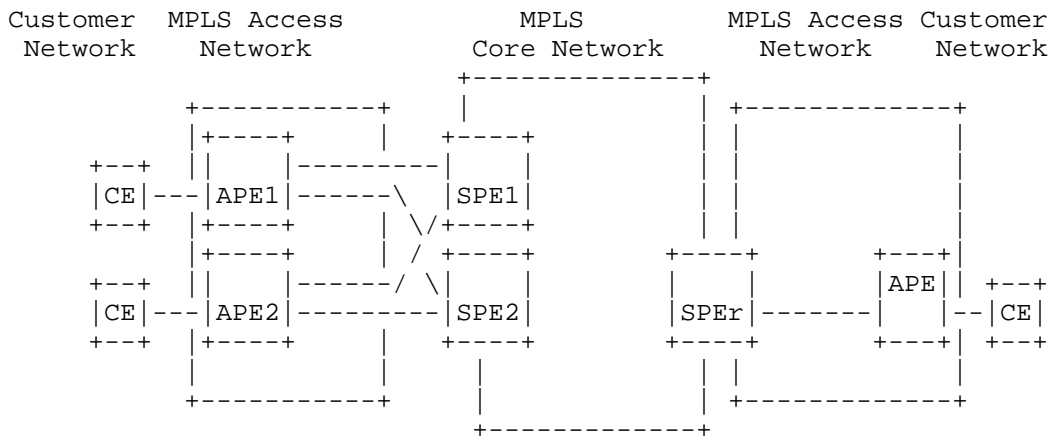 Customer MPLS Access MPLS MPLS Access Customer
Network Network Core Network Network Network
CE APE1 SPE1
APE
CE APE2 SPE2 SPEr CE